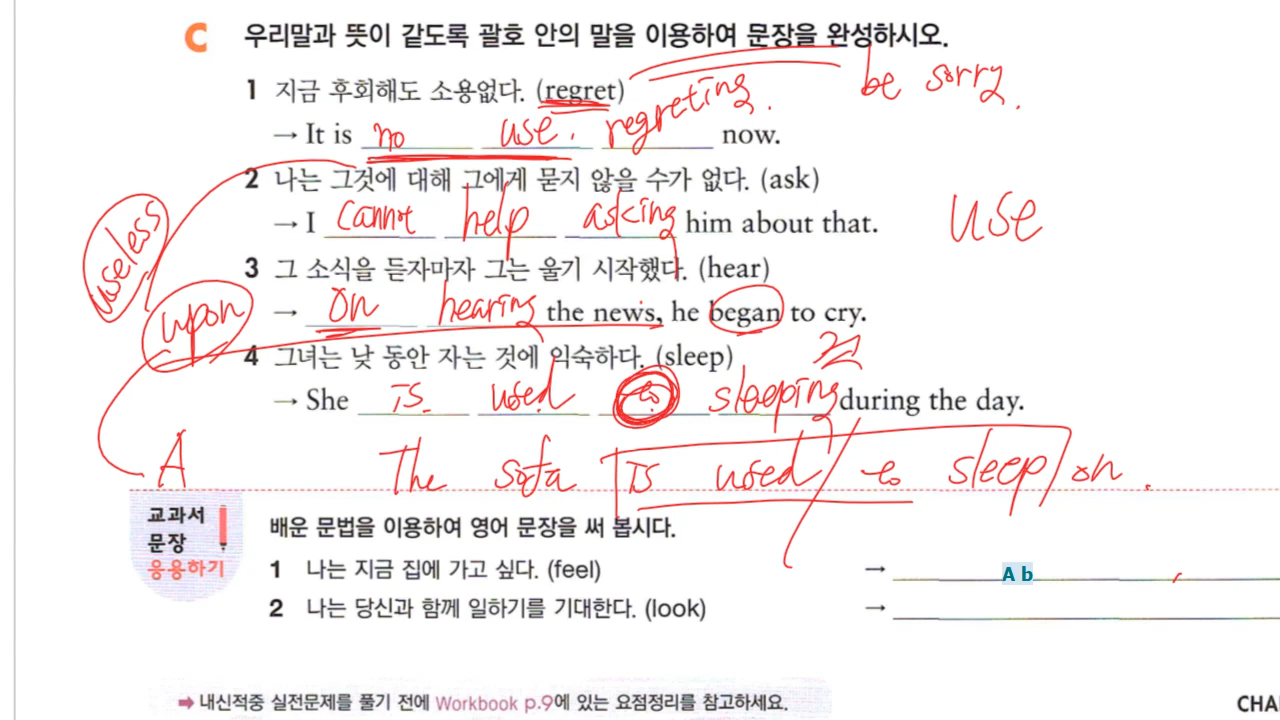 C 우리말과 뜻이 같도록 괄호 안의 말을 이용하여 문장을 완성하시오.
1 지금 후회해도 소용없다. (regret)
be sorry.
→ It is no use. regreting. now.
2 나는 그것에 대해 그에게 묻지 않을 수가 없다. (ask)
→ I cannot help asking him about that.
use
useless
3 그 소식을 듣자마자 그는 울기 시작했다. (hear)
upon
→ on hearing the news, he began to cry.
4 그녀는 낮 동안 자는 것에 익숙하다. (sleep)
→ She is used to sleeping during the day.
A The sofa is used to sleep on.
교과서
문장
응용하기
배운 문법을 이용하여 영어 문장을 써 봅시다.
1 나는 지금 집에 가고 싶다. (feel) → A b
2 나는 당신과 함께 일하기를 기대한다. (look) →
➡ 내신적중 실전문제를 풀기 전에 Workbook p.9에 있는 요점정리를 참고하세요.
CHA